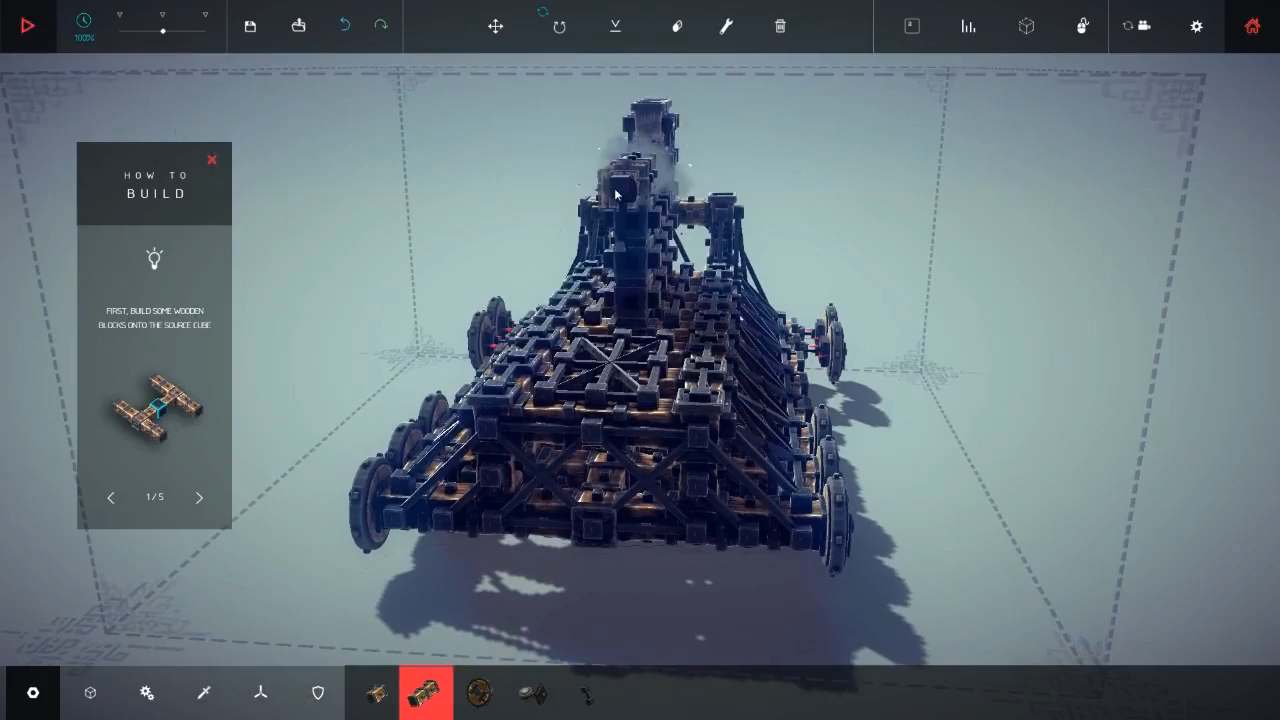 100%
HOW TO
BUILD
FIRST, BUILD SOME WOODEN
BLOCKS ONTO THE SOURCE CUBE
1/5